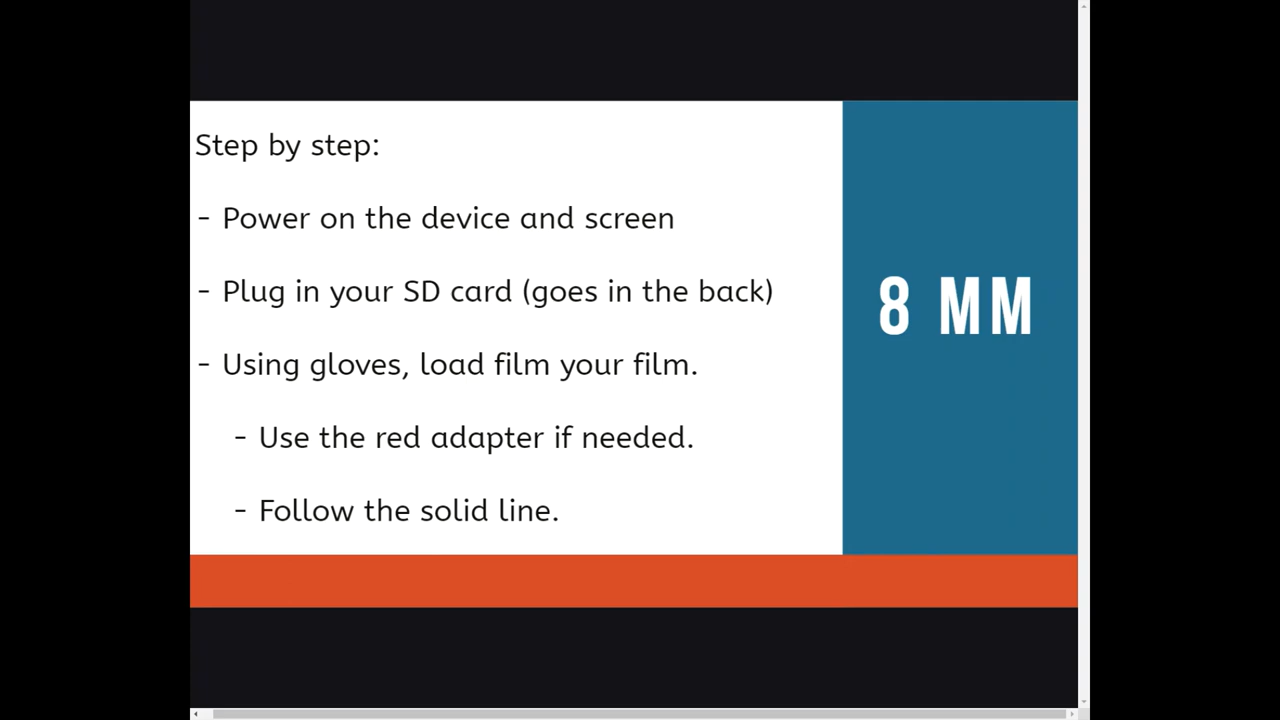 Step by step:
- Power on the device and screen
- Plug in your SD card (goes in the back)
- Using gloves, load film your film.
- Use the red adapter if needed.
- Follow the solid line.
8 MM